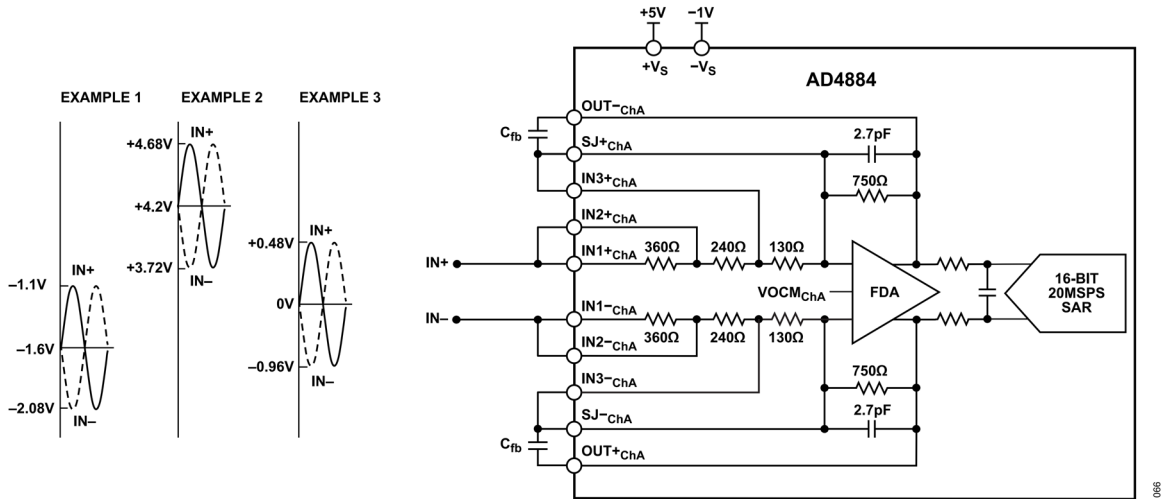 EXAMPLE 1
EXAMPLE 2
EXAMPLE 3
–1.1V
–1.6V
–2.08V
IN+
IN–
+4.68V
+4.2V
+3.72V
IN+
IN–
+0.48V
0V
–0.96V
IN+
IN–
+5V
–1V
+VS
–VS
AD4884
OUT–ChA
Cfb
SJ+ChA
2.7pF
IN3+ChA
750Ω
IN2+ChA
IN+
IN1+ChA
360Ω
240Ω
130Ω
VOCMChA
FDA
16-BIT
20MSPS
SAR
IN–
IN1–ChA
360Ω
240Ω
130Ω
IN2–ChA
IN3–ChA
750Ω
SJ–ChA
2.7pF
Cfb
OUT+ChA
066